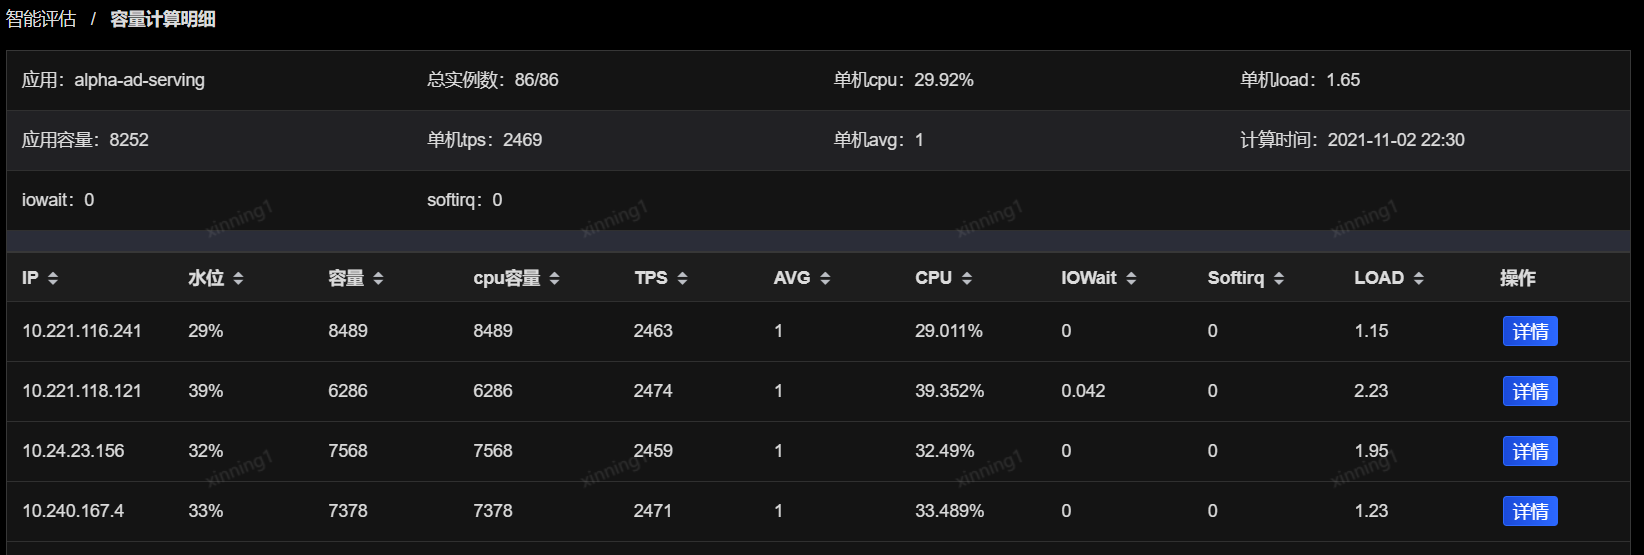 智能评估 / 容量计算明细
应用：alpha-ad-serving 总实例数：86/86 单机cpu：29.92% 单机load：1.65
应用容量：8252 单机tps：2469 单机avg：1 计算时间：2021-11-02 22:30
iowait：0 softirq：0
xinning1 xinning1 xinning1 xinning1
IP 水位 容量 cpu容量 TPS AVG CPU IOWait Softirq LOAD 操作
10.221.116.241 29% 8489 8489 2463 1 29.011% 0 0 1.15 详情
10.221.118.121 39% 6286 6286 2474 1 39.352% 0.042 0 2.23 详情
10.24.23.156 32% 7568 7568 2459 1 32.49% 0 0 1.95 详情
xinning1 xinning1 xinning1 xinning1
10.240.167.4 33% 7378 7378 2471 1 33.489% 0 0 1.23 详情